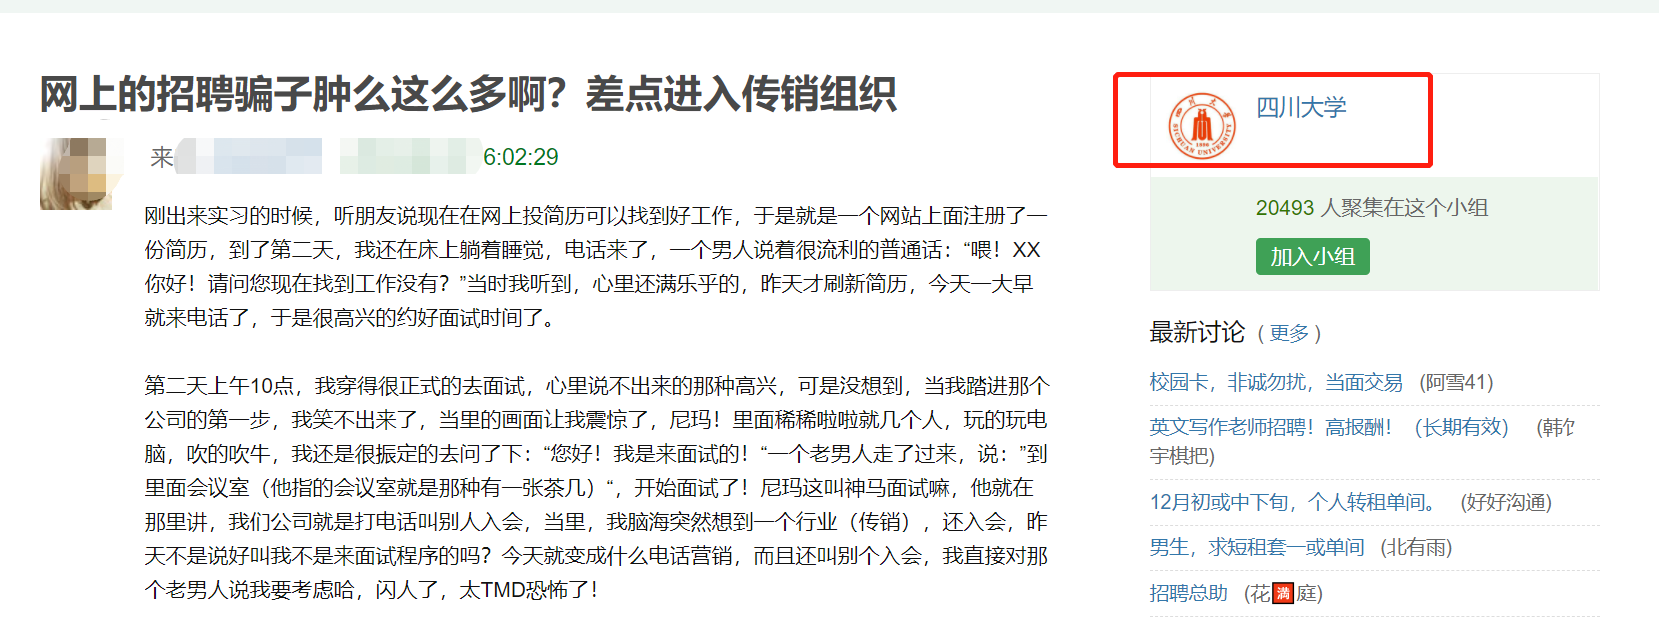 网上的招聘骗子肿么这么多啊？差点进入传销组织
来
6:02:29
刚出来实习的时候，听朋友说现在在网上投简历可以找到好工作，于是就是一个网站上面注册了一
份简历，到了第二天，我还在床上躺着睡觉，电话来了，一个男人说着很流利的普通话：“喂！XX
你好！请问您现在找到工作没有？”当时我听到，心里还满乐乎的，昨天才刷新简历，今天一大早
就来电话了，于是很高兴的约好面试时间了。
第二天上午10点，我穿得很正式的去面试，心里说不出来的那种高兴，可是没想到，当我踏进那个
公司的第一步，我笑不出来了，当里的画面让我震惊了，尼玛！里面稀稀啦啦就几个人，玩的玩电
脑，吹的吹牛，我还是很振定的去问了下：“您好！我是来面试的！“一个老男人走了过来，说：”到
里面会议室（他指的会议室就是那种有一张茶几）“，开始面试了！尼玛这叫神马面试嘛，他就在
那里讲，我们公司就是打电话叫别人入会，当里，我脑海突然想到一个行业（传销），还入会，昨
天不是说好叫我不是来面试程序的吗？今天就变成什么电话营销，而且还叫别个入会，我直接对那
个老男人说我要考虑哈，闪人了，太TMD恐怖了！
四川大学
四川大学
SICHUAN UNIVERSITY
1896
20493 人聚集在这个小组
加入小组
最新讨论 （ 更多 ）
校园卡，非诚勿扰，当面交易 (阿雪41)
英文写作老师招聘！高报酬！（长期有效） (韩饣
宇棋把)
12月初或中下旬，个人转租单间。 (好好沟通)
男生，求短租套一或单间 (北有雨)
招聘总助 (花满庭)